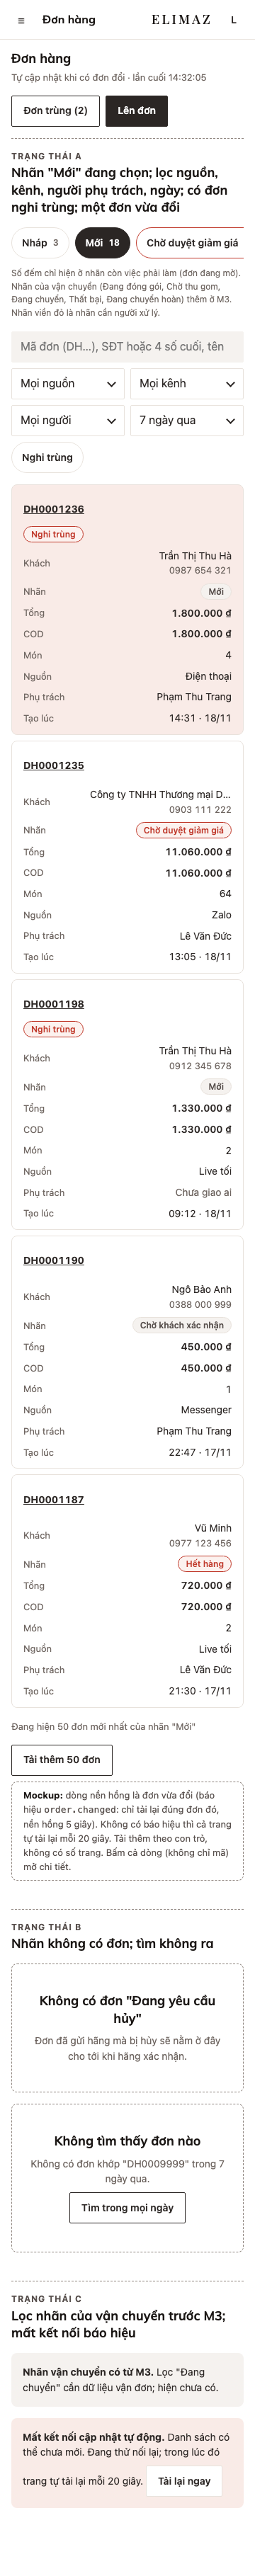 ≡ Đơn hàng ELIMAZ L
Đơn hàng
Tự cập nhật khi có đơn đổi · lần cuối 14:32:05
Đơn trùng (2) Lên đơn
TRẠNG THÁI A
Nhãn "Mới" đang chọn; lọc nguồn,
kênh, người phụ trách, ngày; có đơn
nghi trùng; một đơn vừa đổi
Nháp 3 Mới 18 Chờ duyệt giảm giá
Số đếm chỉ hiện ở nhãn còn việc phải làm (đơn đang mở).
Nhãn của vận chuyển (Đang đóng gói, Chờ thu gom,
Đang chuyển, Thất bại, Đang chuyển hoàn) thêm ở M3.
Nhãn viền đỏ là nhãn cần người xử lý.
Mã đơn (DH...), SĐT hoặc 4 số cuối, tên
Mọi nguồn Mọi kênh
Mọi người 7 ngày qua
Nghi trùng
DH0001236
Nghi trùng
Khách Trần Thị Thu Hà
0987 654 321
Nhãn Mới
Tổng 1.800.000 ₫
COD 1.800.000 ₫
Món 4
Nguồn Điện thoại
Phụ trách Phạm Thu Trang
Tạo lúc 14:31 · 18/11
DH0001235
Khách Công ty TNHH Thương mại D...
0903 111 222
Nhãn Chờ duyệt giảm giá
Tổng 11.060.000 ₫
COD 11.060.000 ₫
Món 64
Nguồn Zalo
Phụ trách Lê Văn Đức
Tạo lúc 13:05 · 18/11
DH0001198
Nghi trùng
Khách Trần Thị Thu Hà
0912 345 678
Nhãn Mới
Tổng 1.330.000 ₫
COD 1.330.000 ₫
Món 2
Nguồn Live tối
Phụ trách Chưa giao ai
Tạo lúc 09:12 · 18/11
DH0001190
Khách Ngô Bảo Anh
0388 000 999
Nhãn Chờ khách xác nhận
Tổng 450.000 ₫
COD 450.000 ₫
Món 1
Nguồn Messenger
Phụ trách Phạm Thu Trang
Tạo lúc 22:47 · 17/11
DH0001187
Khách Vũ Minh
0977 123 456
Nhãn Hết hàng
Tổng 720.000 ₫
COD 720.000 ₫
Món 2
Nguồn Live tối
Phụ trách Lê Văn Đức
Tạo lúc 21:30 · 17/11
Đang hiện 50 đơn mới nhất của nhãn "Mới"
Tải thêm 50 đơn
Mockup: dòng nền hồng là đơn vừa đổi (báo
hiệu order.changed: chỉ tải lại đúng đơn đó,
nền hồng 5 giây). Không có báo hiệu thì cả trang
tự tải lại mỗi 20 giây. Tải thêm theo con trỏ,
không có số trang. Bấm cả dòng (không chỉ mã)
mở chi tiết.
TRẠNG THÁI B
Nhãn không có đơn; tìm không ra
Không có đơn "Đang yêu cầu
hủy"
Đơn đã gửi hãng mà bị hủy sẽ nằm ở đây
cho tới khi hãng xác nhận.
Không tìm thấy đơn nào
Không có đơn khớp "DH0009999" trong 7
ngày qua.
Tìm trong mọi ngày
TRẠNG THÁI C
Lọc nhãn của vận chuyển trước M3;
mất kết nối báo hiệu
Nhãn vận chuyển có từ M3. Lọc "Đang
chuyển" cần dữ liệu vận đơn; hiện chưa có.
Mất kết nối cập nhật tự động. Danh sách có
thể chưa mới. Đang thử nối lại; trong lúc đó
trang tự tải lại mỗi 20 giây. Tải lại ngay